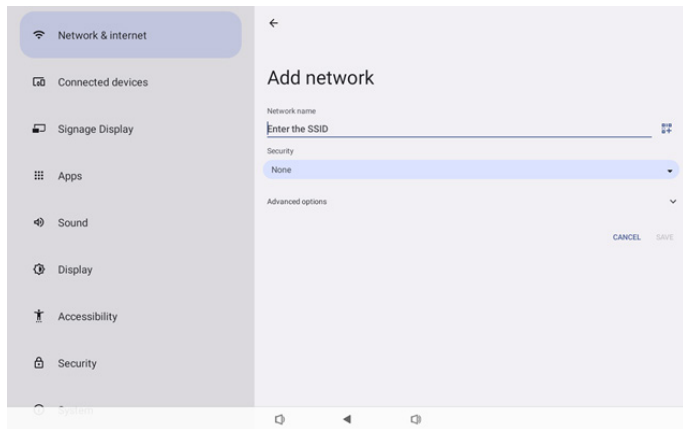 Network & internet
Connected devices
Signage Display
Apps
Sound
Display
Accessibility
Security
System
Add network
Network name
Enter the SSID
Security
None
Advanced options
CANCEL SAVE